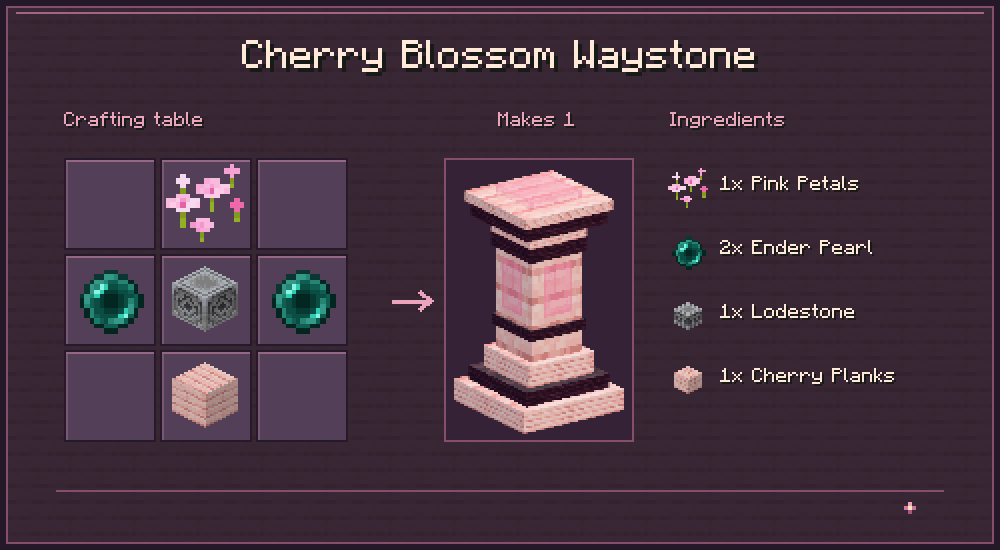 Cherry Blossom Waystone
Crafting table
Makes 1
Ingredients
1x Pink Petals
2x Ender Pearl
1x Lodestone
1x Cherry Planks